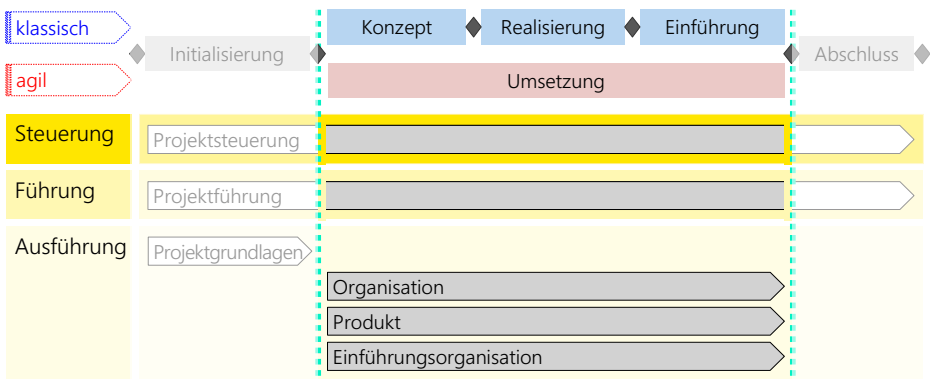 klassisch
Konzept
Realisierung
Einführung
Initialisierung
Abschluss
agil
Umsetzung
Steuerung
Projektsteuerung
Führung
Projektführung
Ausführung
Projektgrundlagen
Organisation
Produkt
Einführungsorganisation